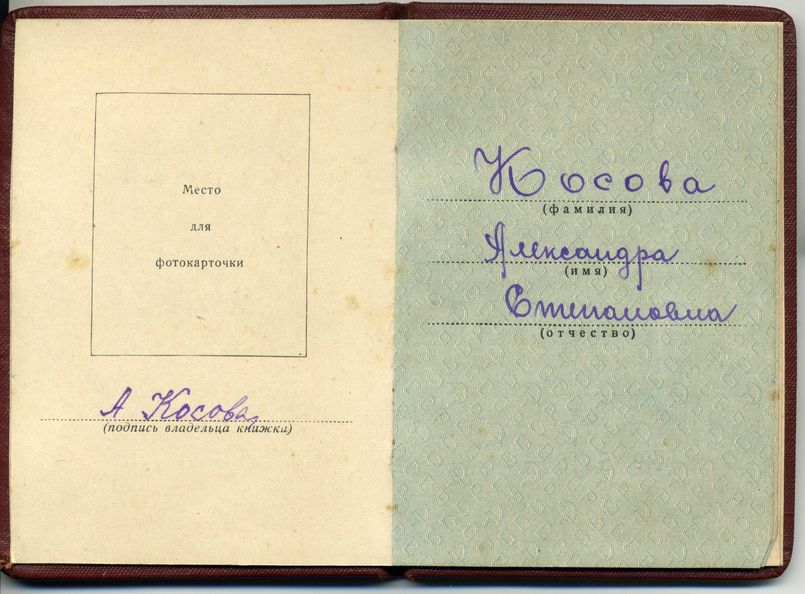 Место
для
фотокарточки
А Косова
(подпись владельца книжки)
Косова
(фамилия)
Александра
(имя)
Степановна
(отчество)